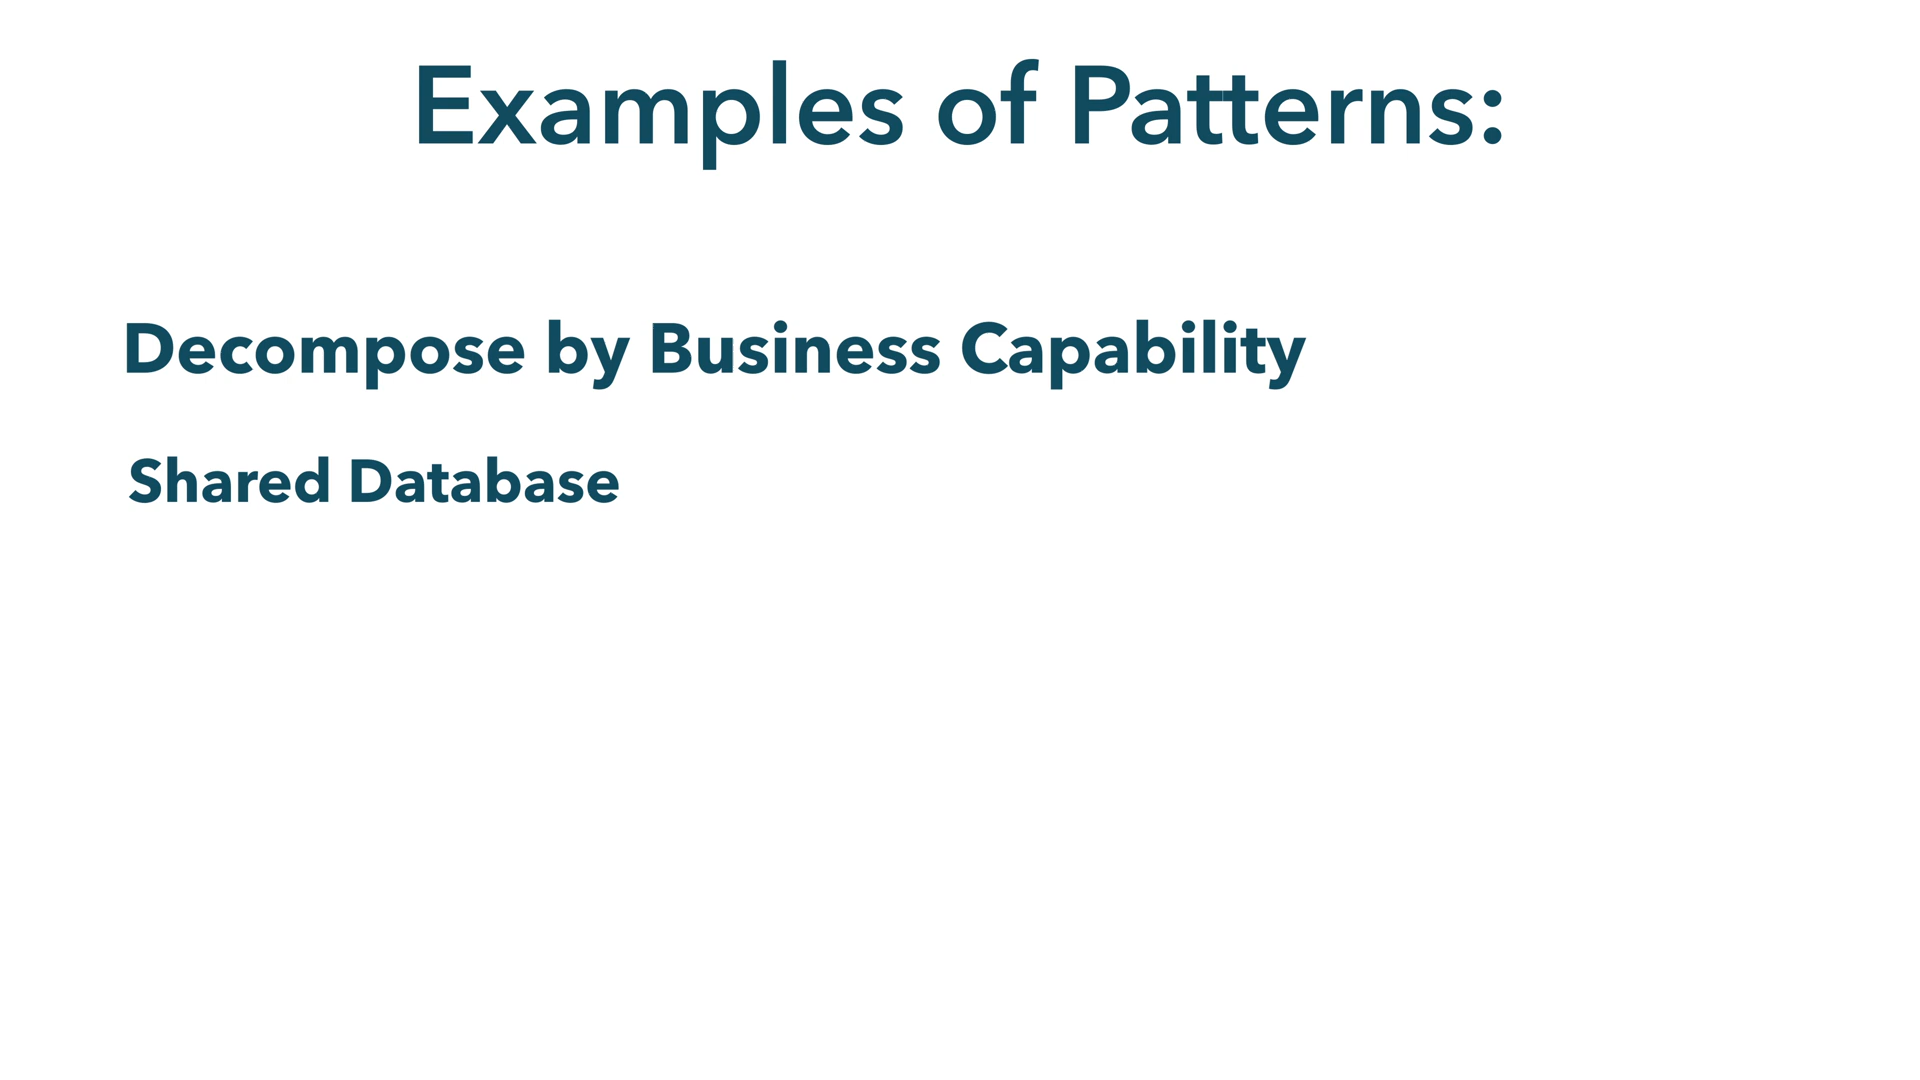 Examples of Patterns:
Decompose by Business Capability
Shared Database